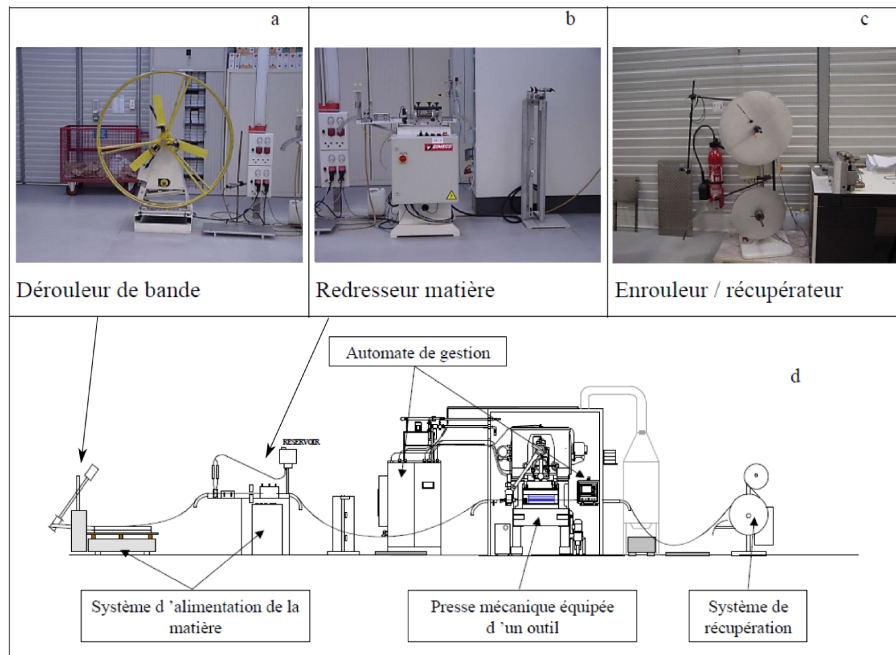 a
b
c
DIMECO
Dérouleur de bande
Redresseur matière
Enrouleur / récupérateur
Automate de gestion
d
RESERVOIR
Système d 'alimentation de la
matière
Presse mécanique équipée
d 'un outil
Système de
récupération